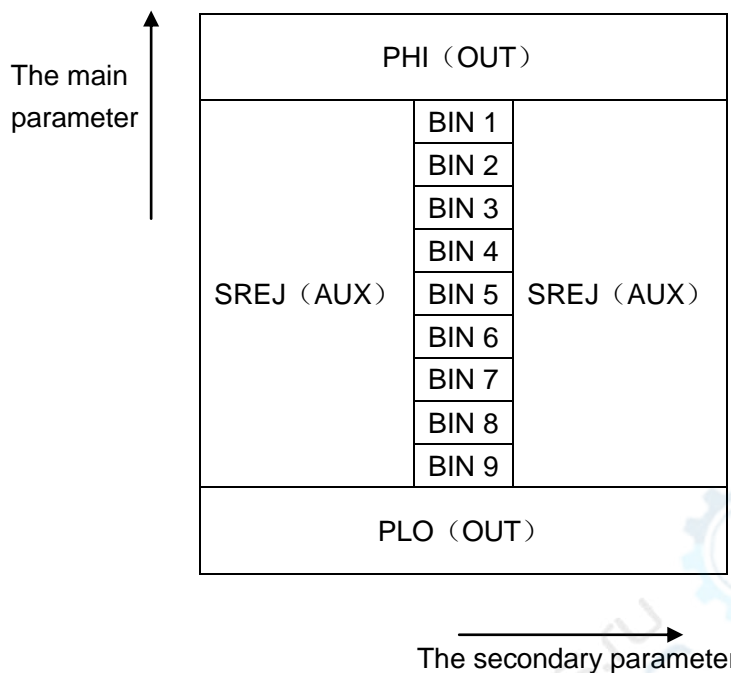 PHI（OUT）
The main
parameter
BIN 1
BIN 2
BIN 3
BIN 4
SREJ（AUX） BIN 5 SREJ（AUX）
BIN 6
BIN 7
BIN 8
BIN 9
PLO（OUT）
The secondary parameter